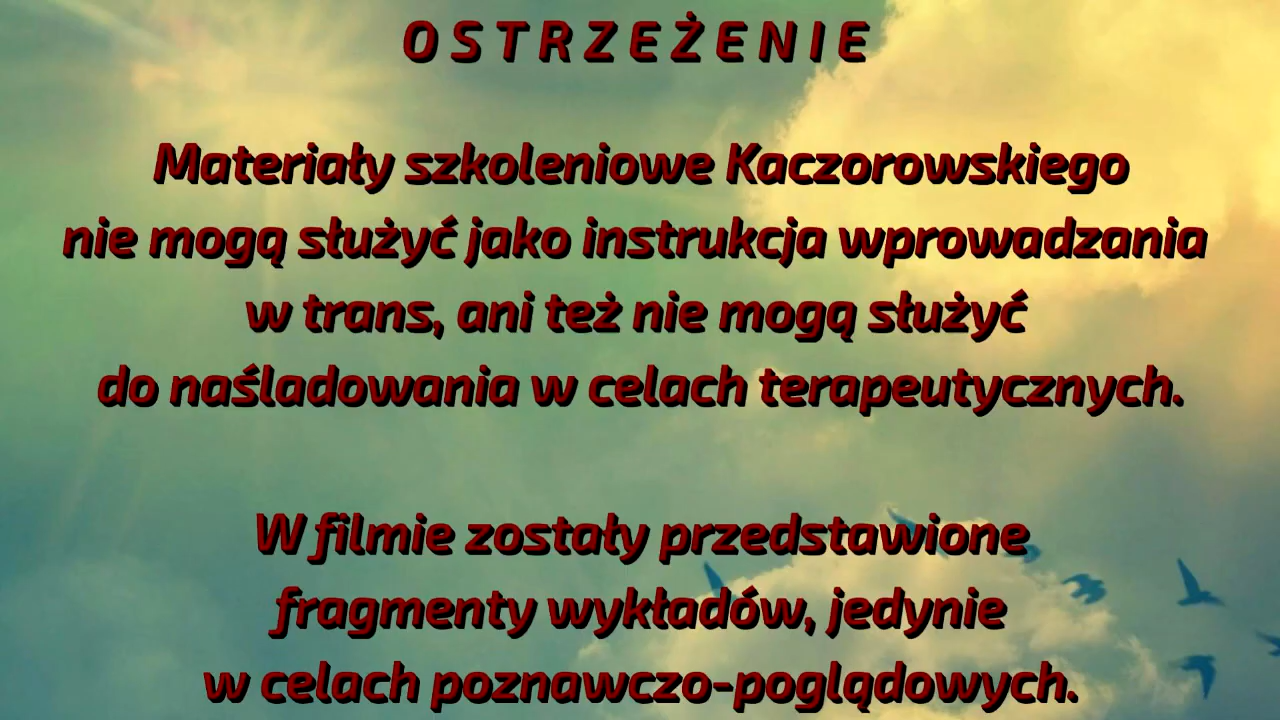 OSTRZEŻENIE
Materiały szkoleniowe Kaczorowskiego
nie mogą służyć jako instrukcja wprowadzania
w trans, ani też nie mogą służyć
do naśladowania w celach terapeutycznych.
W filmie zostały przedstawione
fragmenty wykładów, jedynie
w celach poznawczo-poglądowych.